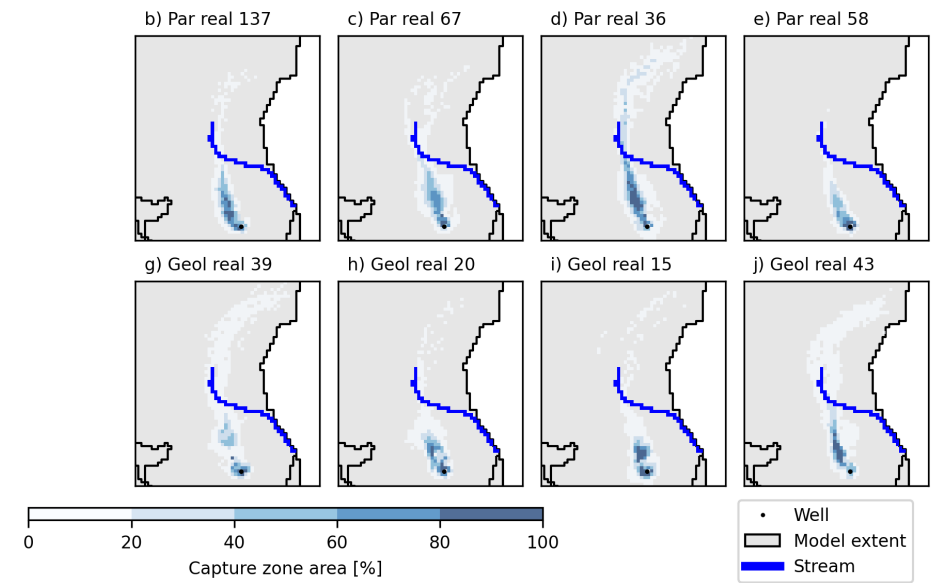 b) Par real 137
c) Par real 67
d) Par real 36
e) Par real 58
g) Geol real 39
h) Geol real 20
i) Geol real 15
j) Geol real 43
0 20 40 60 80 100
Capture zone area [%]
Well
Model extent
Stream